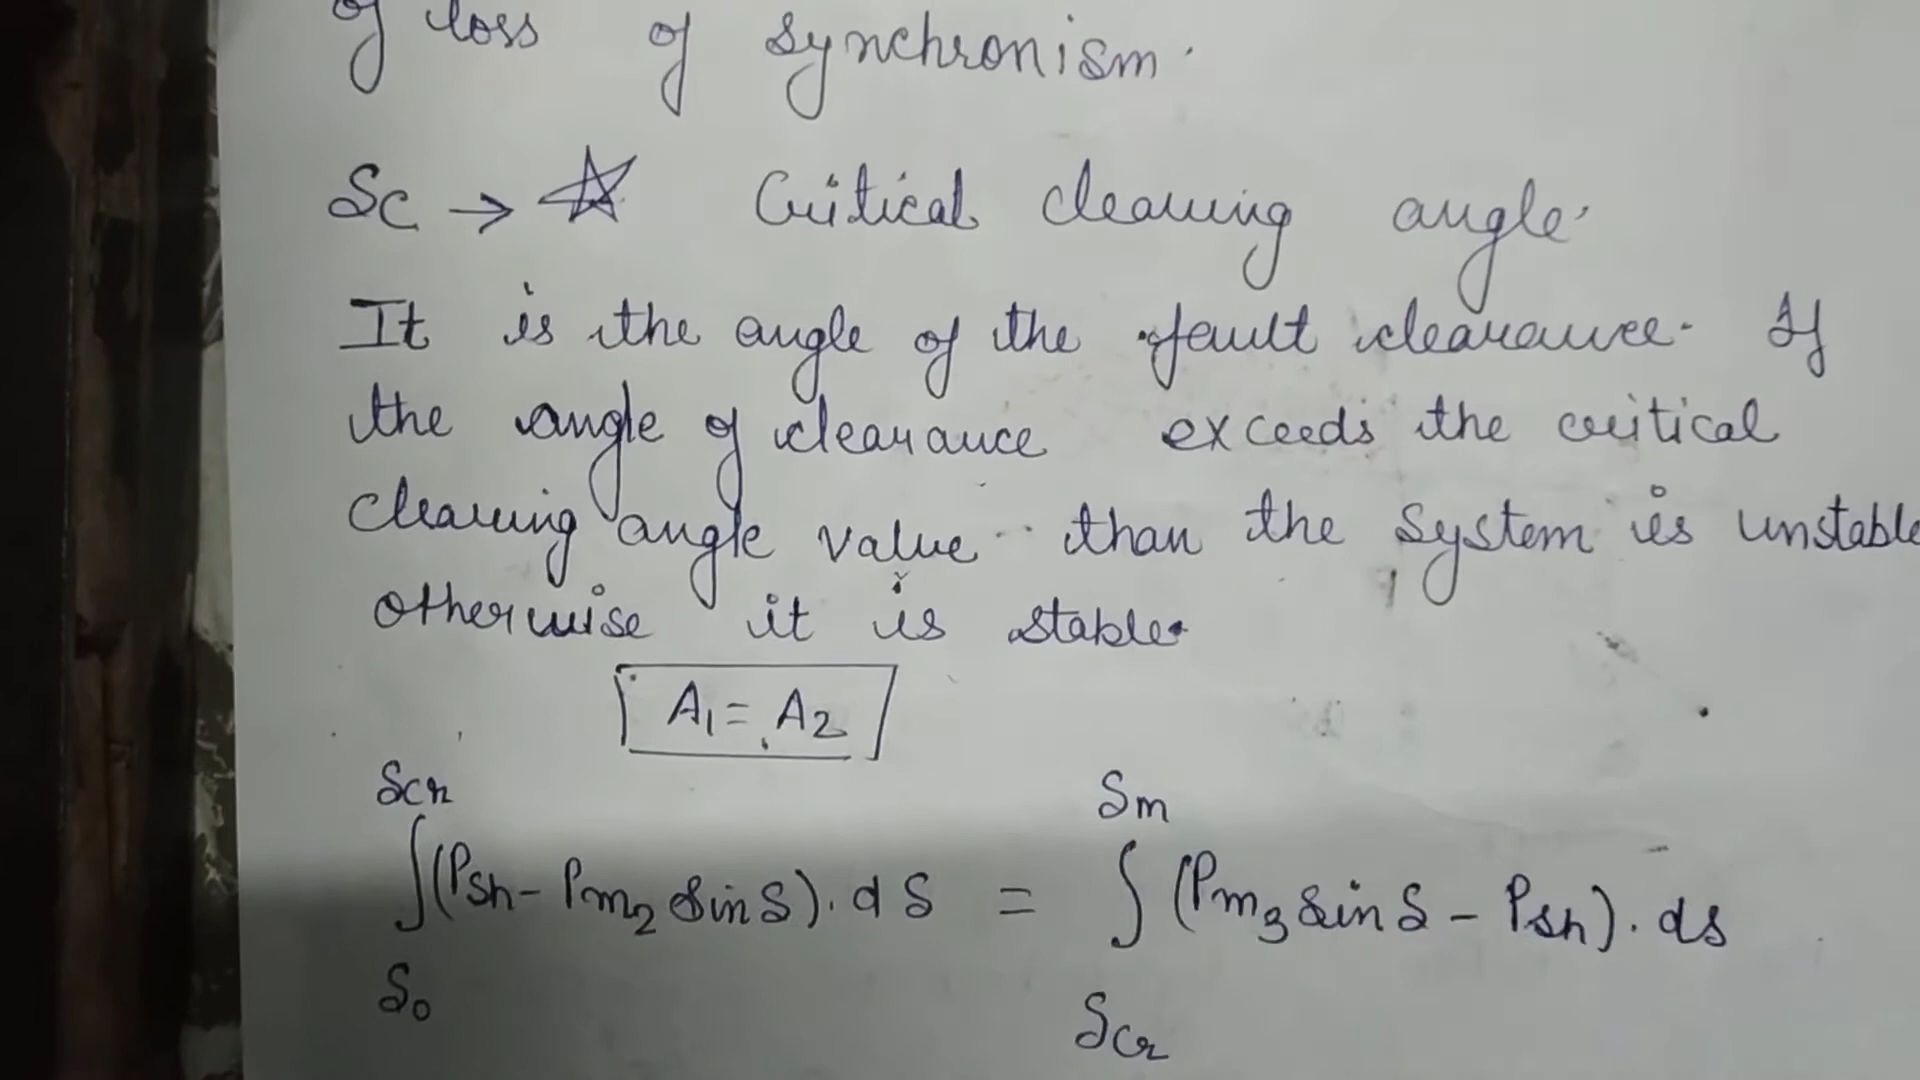 of loss of synchronism.
δc → ☆ Critical clearing angle.
It is the angle of the fault clearance. If
the angle of clearance exceeds the critical
clearing angle value than the system is unstable
otherwise it is stable.
A₁ = A₂
δcr δm
∫(Psh - Pm₂ sin δ). dδ = ∫(Pm₃ sin δ - Psh). dδ
δ₀ δcr